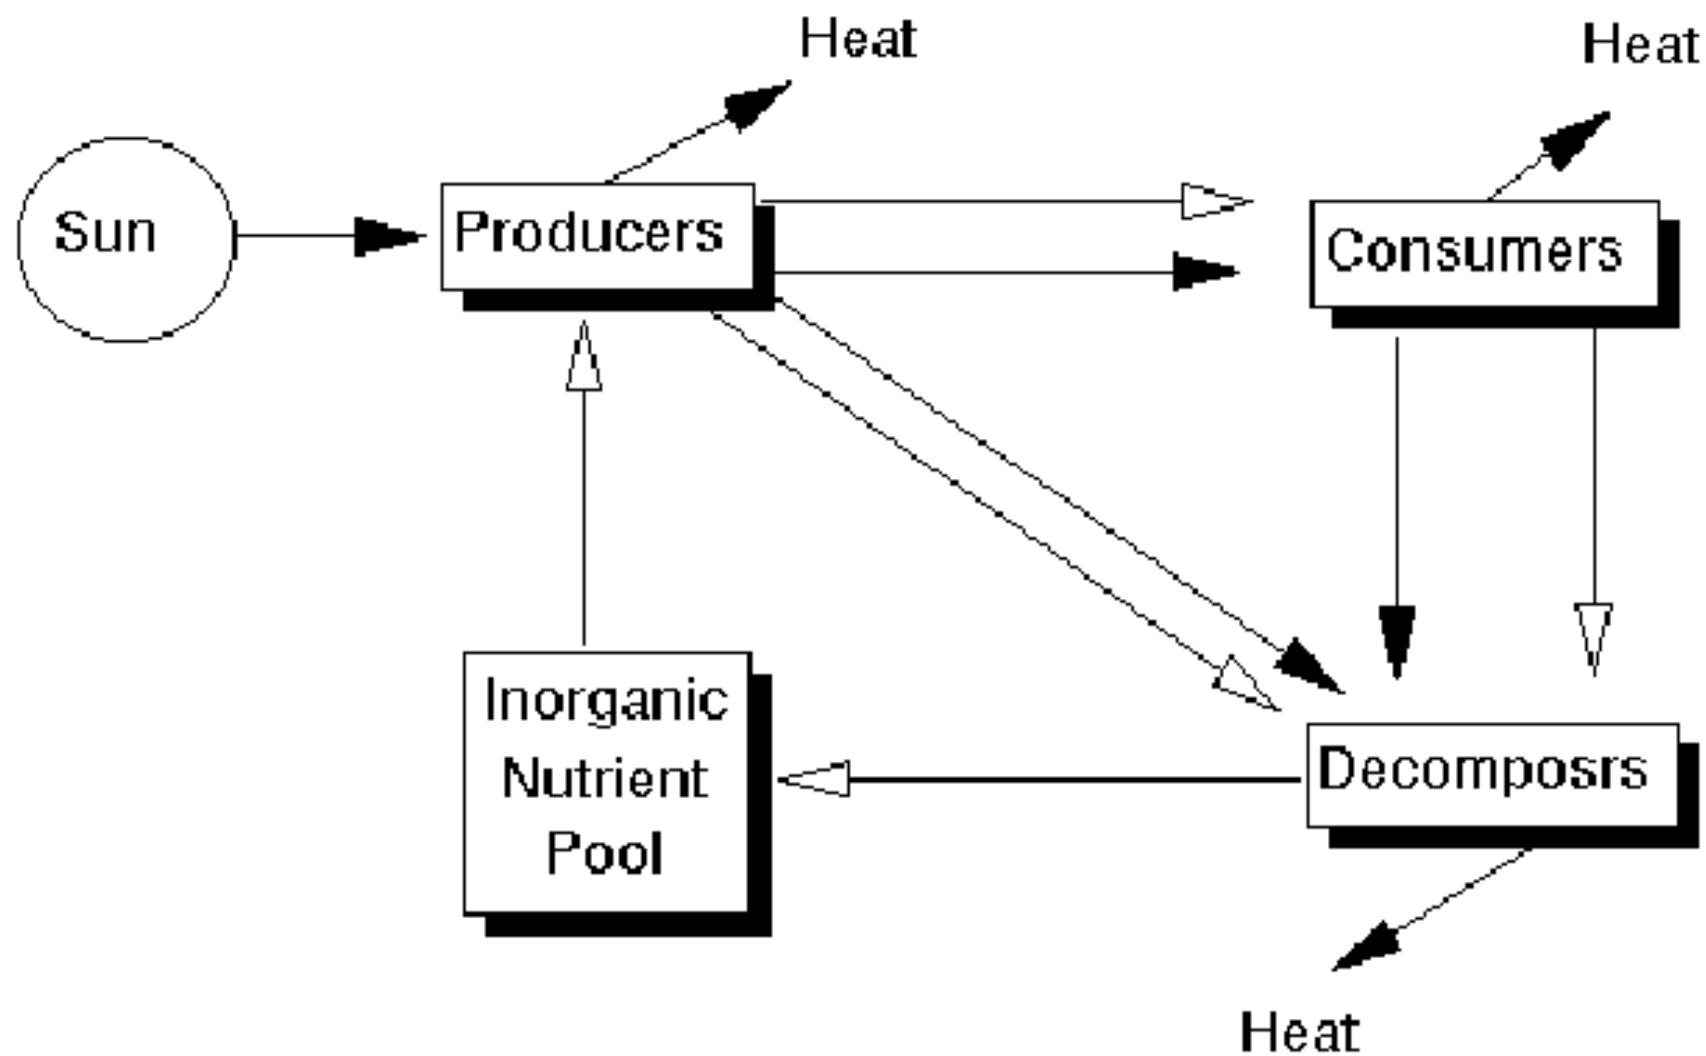 Heat
Heat
Sun
Producers
Consumers
Inorganic
Nutrient
Pool
Decomposrs
Heat